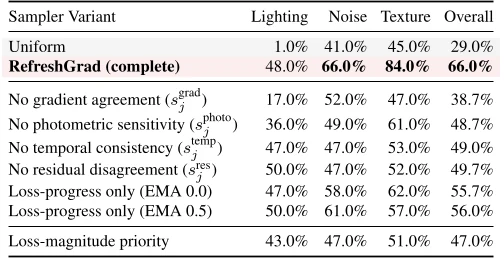 Sampler Variant Lighting Noise Texture Overall
Uniform 1.0% 41.0% 45.0% 29.0%
RefreshGrad (complete) 48.0% 66.0% 84.0% 66.0%
No gradient agreement (s_j^grad) 17.0% 52.0% 47.0% 38.7%
No photometric sensitivity (s_j^photo) 36.0% 49.0% 61.0% 48.7%
No temporal consistency (s_j^temp) 47.0% 47.0% 53.0% 49.0%
No residual disagreement (s_j^res) 50.0% 47.0% 52.0% 49.7%
Loss-progress only (EMA 0.0) 47.0% 58.0% 62.0% 55.7%
Loss-progress only (EMA 0.5) 50.0% 61.0% 57.0% 56.0%
Loss-magnitude priority 43.0% 47.0% 51.0% 47.0%